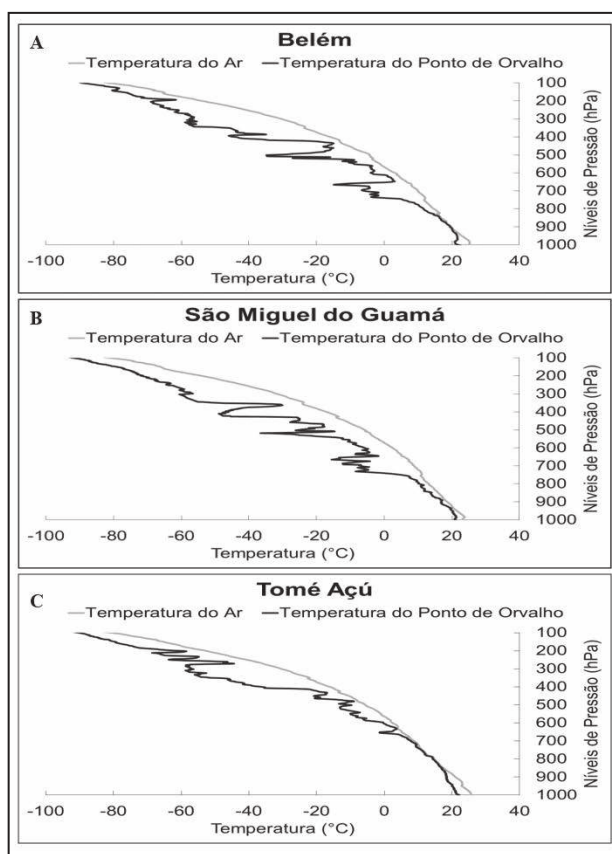 A
Belém
Temperatura do Ar Temperatura do Ponto de Orvalho
100
200
300
400
500
600
700
800
900
1000
Níveis de Pressão (hPa)
-100 -80 -60 -40 -20 0 20 40
Temperatura (°C)
B
São Miguel do Guamá
Temperatura do Ar Temperatura do Ponto de Orvalho
100
200
300
400
500
600
700
800
900
1000
Níveis de Pressão (hPa)
-100 -80 -60 -40 -20 0 20 40
Temperatura (°C)
C
Tomé Açú
Temperatura do Ar Temperatura do Ponto de Orvalho
100
200
300
400
500
600
700
800
900
1000
Níveis de Pressão (hPa)
-100 -80 -60 -40 -20 0 20 40
Temperatura (°C)